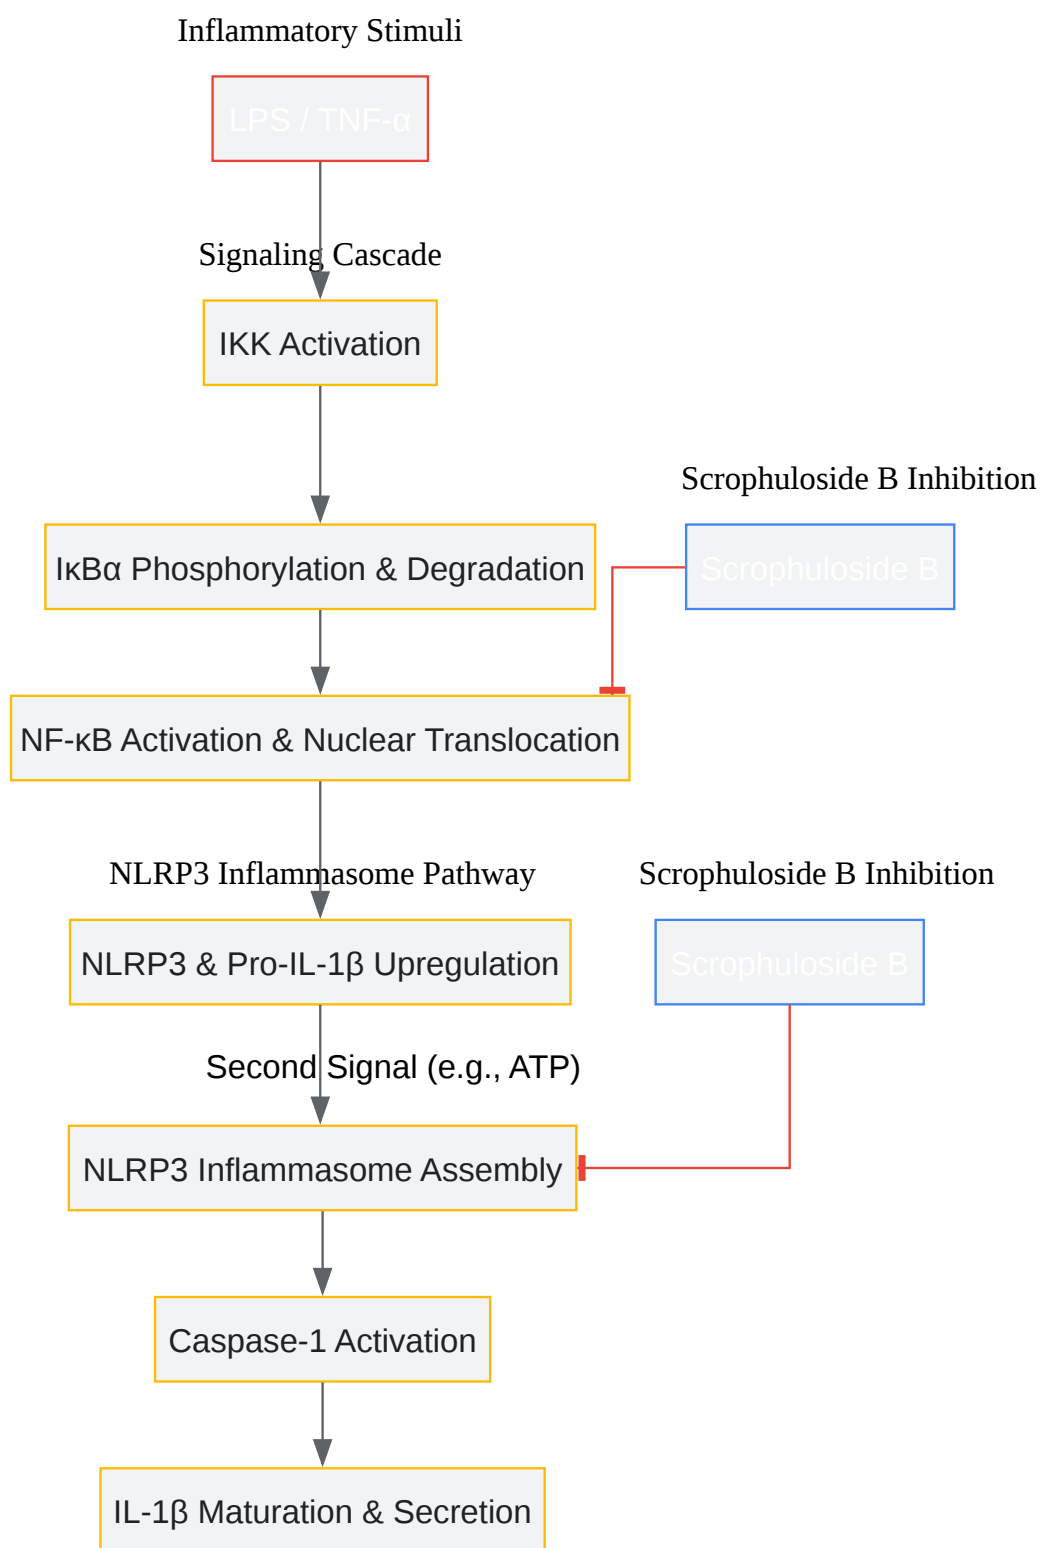 Inflammatory Stimuli
LPS / TNF-α
Signaling Cascade
IKK Activation
Scrophuloside B Inhibition
IκBα Phosphorylation & Degradation
Scrophuloside B
NF-κB Activation & Nuclear Translocation
NLRP3 Inflammasome Pathway
Scrophuloside B Inhibition
NLRP3 & Pro-IL-1β Upregulation
Scrophuloside B
Second Signal (e.g., ATP)
NLRP3 Inflammasome Assembly
Caspase-1 Activation
IL-1β Maturation & Secretion